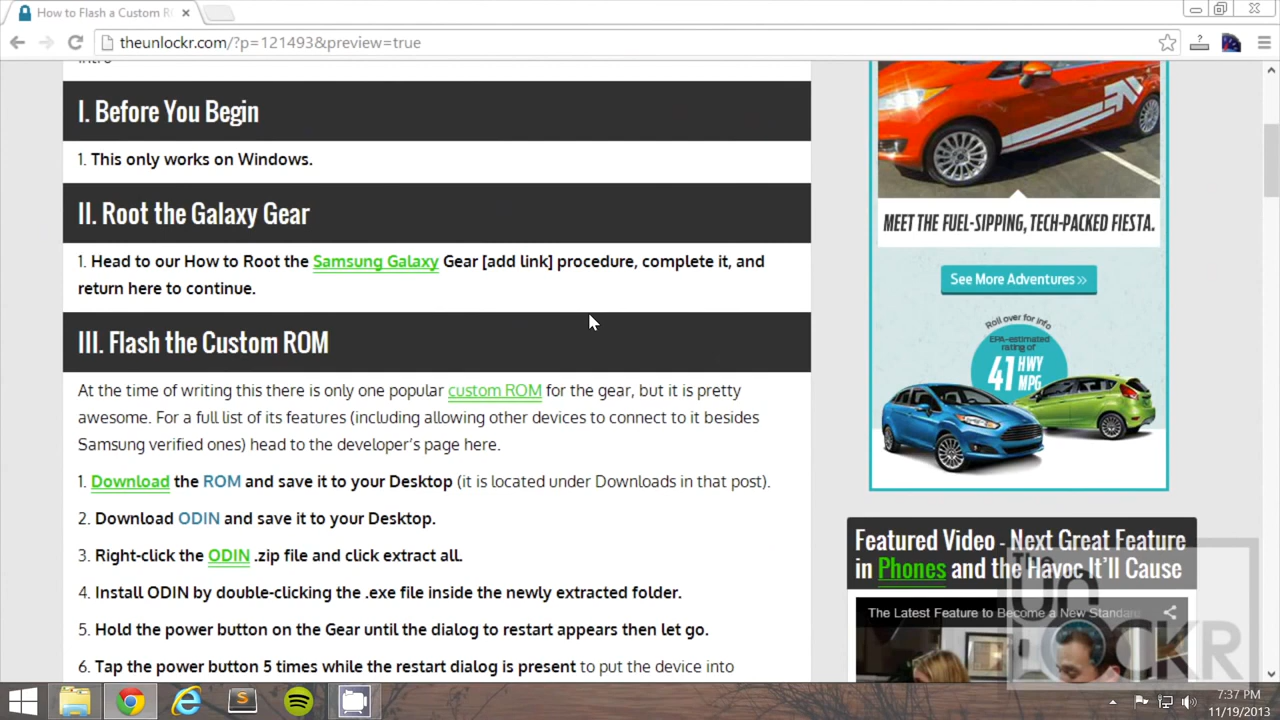 How to Flash a Custom R
theunlockr.com/?p=121493&preview=true
Intro
I. Before You Begin
1. This only works on Windows.
II. Root the Galaxy Gear
1. Head to our How to Root the Samsung Galaxy Gear [add link] procedure, complete it, and
return here to continue.
III. Flash the Custom ROM
At the time of writing this there is only one popular custom ROM for the gear, but it is pretty
awesome. For a full list of its features (including allowing other devices to connect to it besides
Samsung verified ones) head to the developer's page here.
1. Download the ROM and save it to your Desktop (it is located under Downloads in that post).
2. Download ODIN and save it to your Desktop.
3. Right-click the ODIN .zip file and click extract all.
4. Install ODIN by double-clicking the .exe file inside the newly extracted folder.
5. Hold the power button on the Gear until the dialog to restart appears then let go.
6. Tap the power button 5 times while the restart dialog is present to put the device into
MEET THE FUEL-SIPPING, TECH-PACKED FIESTA.
See More Adventures »
Roll over for info
EPA-estimated
rating of
41 HWY
MPG
Featured Video - Next Great Feature
in Phones and the Havoc It'll Cause
The Latest Feature to Become a New Standar
The
UN
LOCKR
7:37 PM
11/19/2013